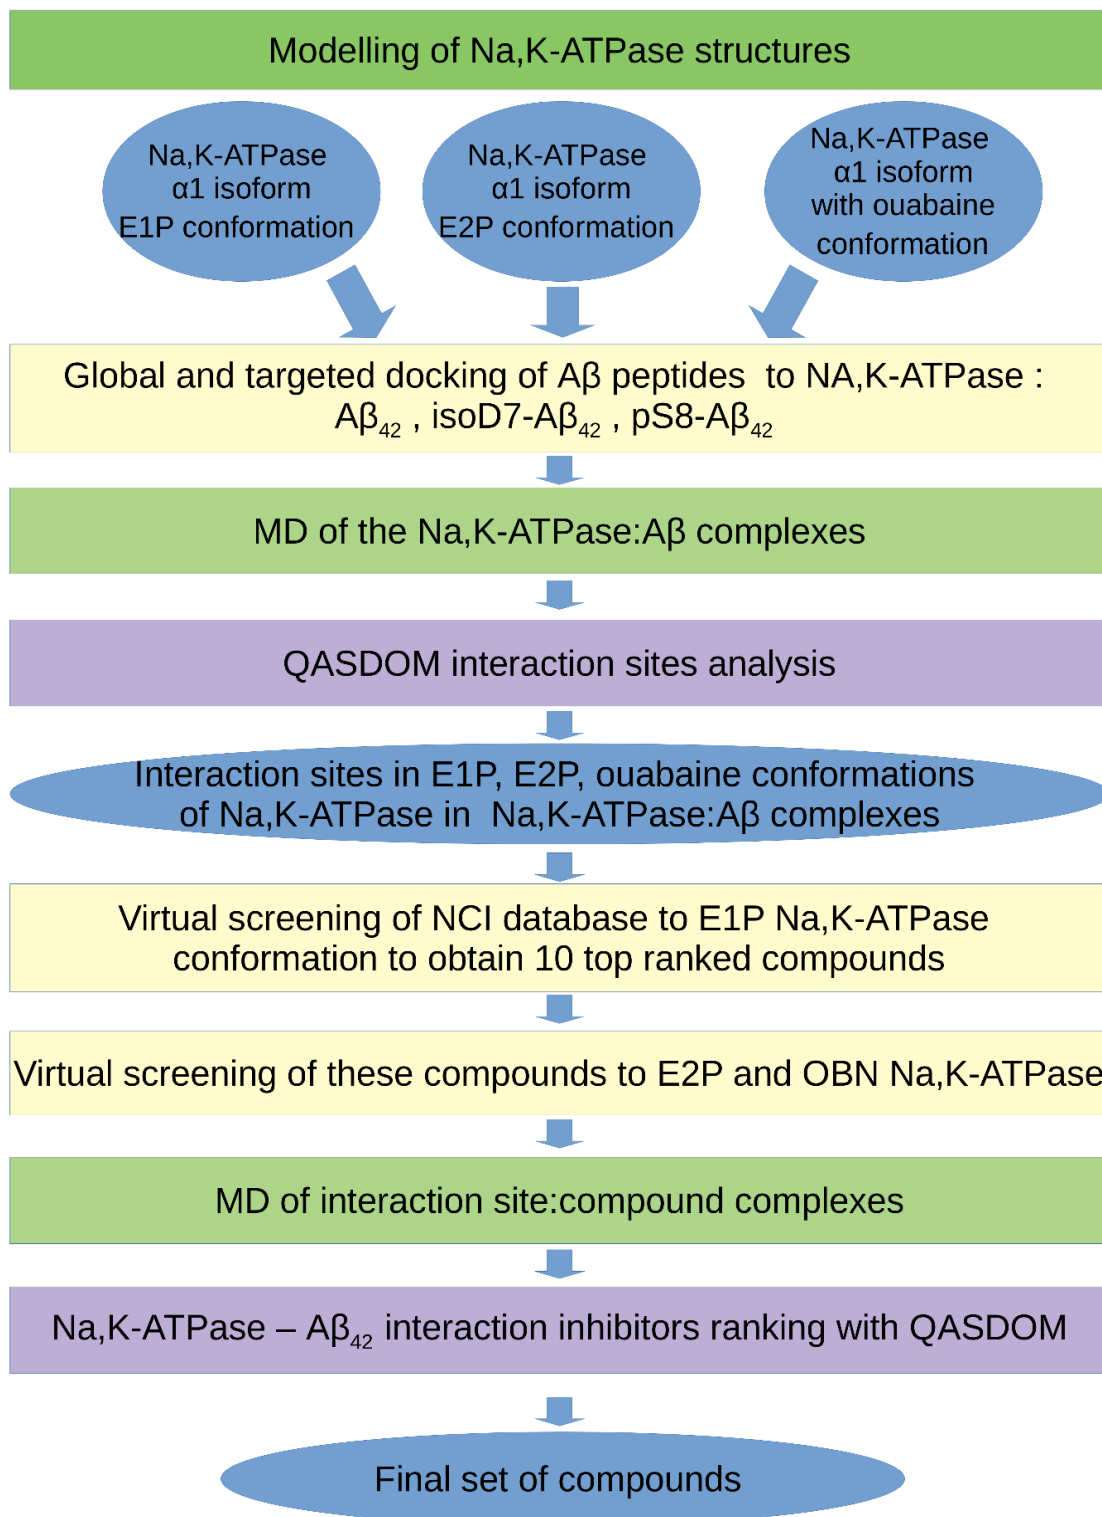 Modelling of Na,K-ATPase structures
Na,K-ATPase
α1 isoform
E1P conformation
Na,K-ATPase
α1 isoform
E2P conformation
Na,K-ATPase
α1 isoform
with ouabaine
conformation
Global and targeted docking of Aβ peptides to NA,K-ATPase :
Aβ₄₂ , isoD7-Aβ₄₂ , pS8-Aβ₄₂
MD of the Na,K-ATPase:Aβ complexes
QASDOM interaction sites analysis
Interaction sites in E1P, E2P, ouabaine conformations
of Na,K-ATPase in Na,K-ATPase:Aβ complexes
Virtual screening of NCI database to E1P Na,K-ATPase
conformation to obtain 10 top ranked compounds
Virtual screening of these compounds to E2P and OBN Na,K-ATPase
MD of interaction site:compound complexes
Na,K-ATPase – Aβ₄₂ interaction inhibitors ranking with QASDOM
Final set of compounds